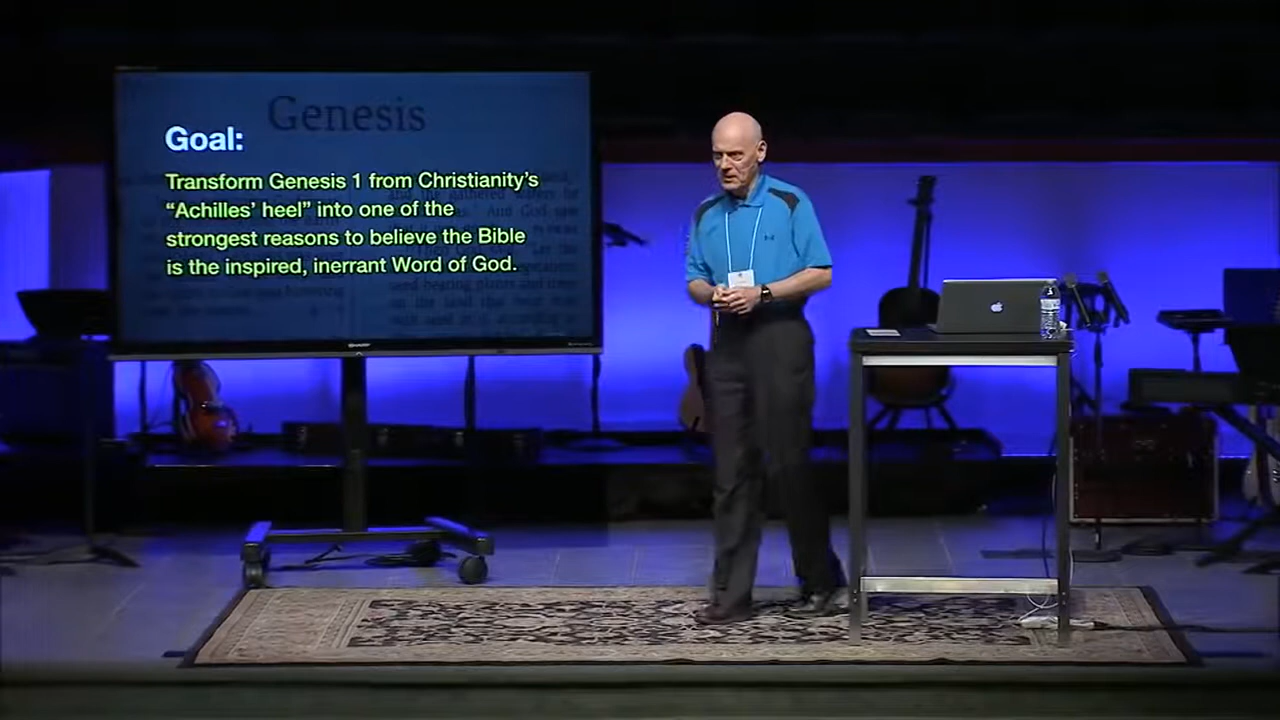 Genesis
Goal:
Transform Genesis 1 from Christianity's
“Achilles' heel” into one of the
strongest reasons to believe the Bible
is the inspired, inerrant Word of God.
SHARP